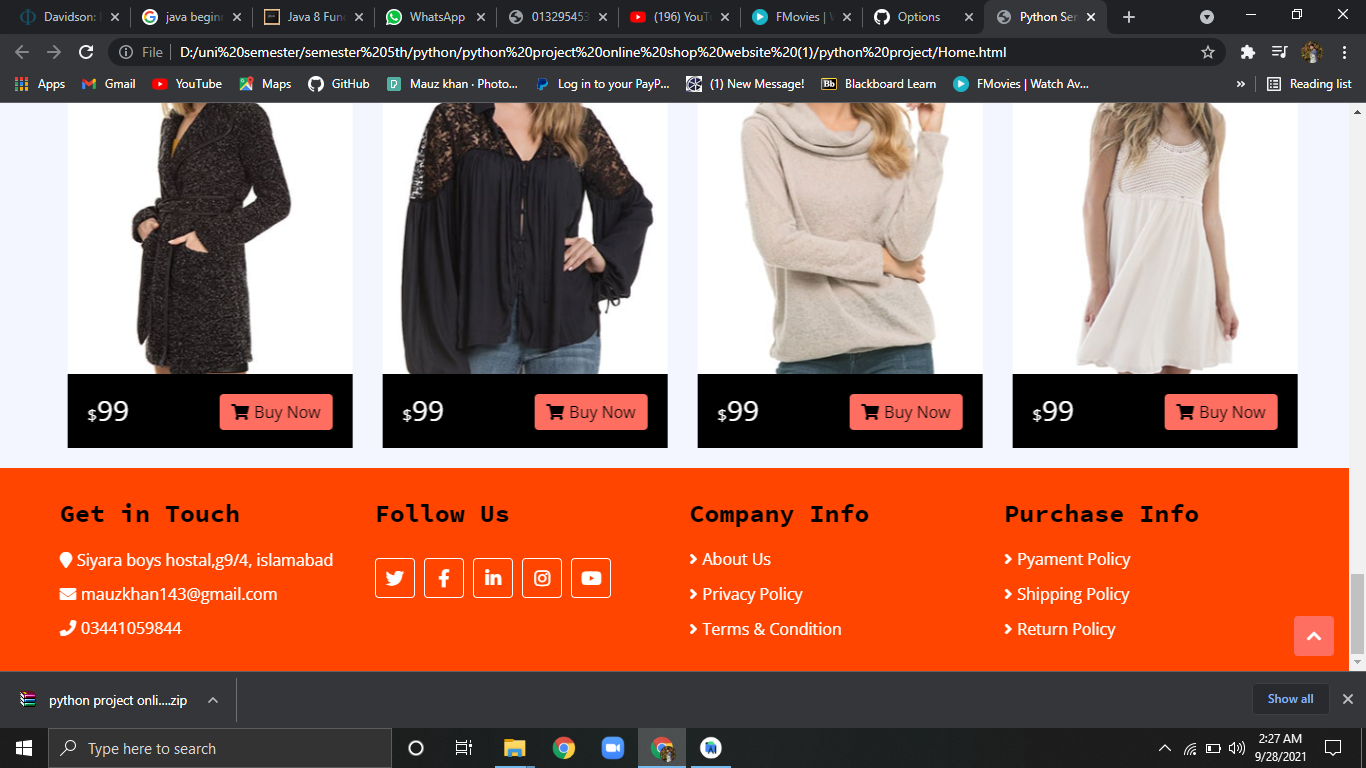 Davidson:
java begin
Java 8 Fun
WhatsApp
013295453
(196) YouT
FMovies |
Options
Python Ser
File | D:/uni%20semester/semester%205th/python/python%20project%20online%20shop%20website%20(1)/python%20project/Home.html
Apps Gmail YouTube Maps GitHub Mauz khan · Photo... Log in to your PayP... (1) New Message! Bb Blackboard Learn FMovies | Watch Av... » Reading list
$99 Buy Now $99 Buy Now $99 Buy Now $99 Buy Now
Get in Touch
Siyara boys hostal,g9/4, islamabad
mauzkhan143@gmail.com
03441059844
Follow Us
Company Info
About Us
Privacy Policy
Terms & Condition
Purchase Info
Pyament Policy
Shipping Policy
Return Policy
python project onli....zip
Show all
Type here to search
2:27 AM
9/28/2021